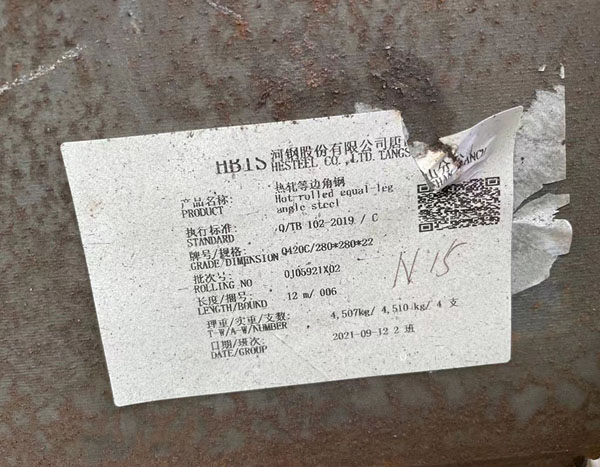 HBIS 河钢股份有限公司唐
HESTEEL CO., LTD. TANGS
产品名称: 热轧等边角钢
PRODUCT Hot rolled equal-leg
angle steel
执行标准: Q/TB 102-2019 / C
STANDARD
牌号/规格: Q420C/280*280*22
GRADE/DIMENSION
批次号: 0J05921X02
ROLLING NO
长度/捆号: 12 m/ 006
LENGTH/BOUND
理重/实重/支数: 4,507kg/ 4,510 kg/ 4 支
T-W/A-W/NUMBER
日期/班次: 2021-09-12 2 班
DATE/GROUP
N 15